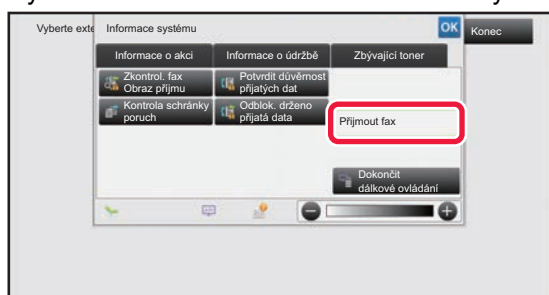 Vyberte exte
Informace systému
OK
Konec
Informace o akci
Informace o údržbě
Zbývající toner
Zkontrol. fax
Obraz příjmu
Potvrdit důvěrnost
přijatých dat
Kontrola schránky
poruch
Odblok. drženo
přijatá data
Přijmout fax
Dokončit
dálkové ovládání